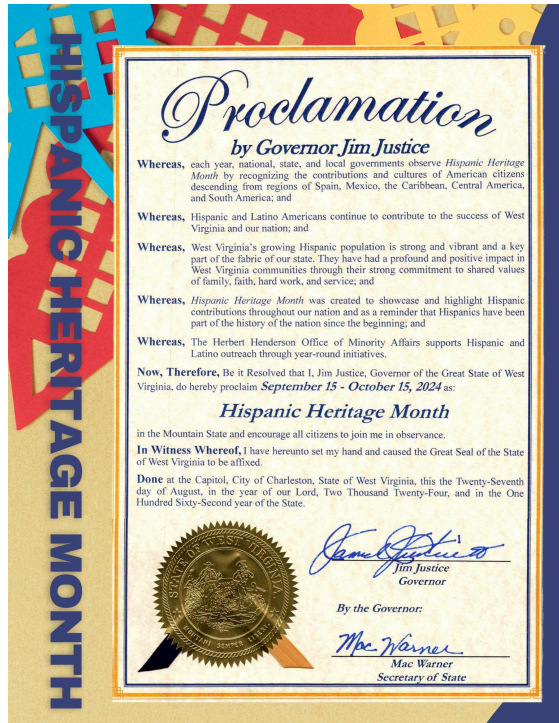 HISPANIC HERITAGE MONTH
Proclamation
by Governor Jim Justice
Whereas, each year, national, state, and local governments observe Hispanic Heritage
Month by recognizing the contributions and cultures of American citizens
descending from regions of Spain, Mexico, the Caribbean, Central America,
and South America; and
Whereas, Hispanic and Latino Americans continue to contribute to the success of West
Virginia and our nation; and
Whereas, West Virginia's growing Hispanic population is strong and vibrant and a key
part of the fabric of our state. They have had a profound and positive impact in
West Virginia communities through their strong commitment to shared values
of family, faith, hard work, and service; and
Whereas, Hispanic Heritage Month was created to showcase and highlight Hispanic
contributions throughout our nation and as a reminder that Hispanics have been
part of the history of the nation since the beginning; and
Whereas, The Herbert Henderson Office of Minority Affairs supports Hispanic and
Latino outreach through year-round initiatives.
Now, Therefore, Be it Resolved that I, Jim Justice, Governor of the Great State of West
Virginia, do hereby proclaim September 15 - October 15, 2024 as:
Hispanic Heritage Month
in the Mountain State and encourage all citizens to join me in observance.
In Witness Whereof, I have hereunto set my hand and caused the Great Seal of the State
of West Virginia to be affixed.
Done at the Capitol, City of Charleston, State of West Virginia, this the Twenty-Seventh
day of August, in the year of our Lord, Two Thousand Twenty-Four, and in the One
Hundred Sixty-Second year of the State.
STATE OF WEST VIRGINIA
MONTANI SEMPER LIBERI
Jim Justice
Governor
By the Governor:
Mac Warner
Mac Warner
Secretary of State